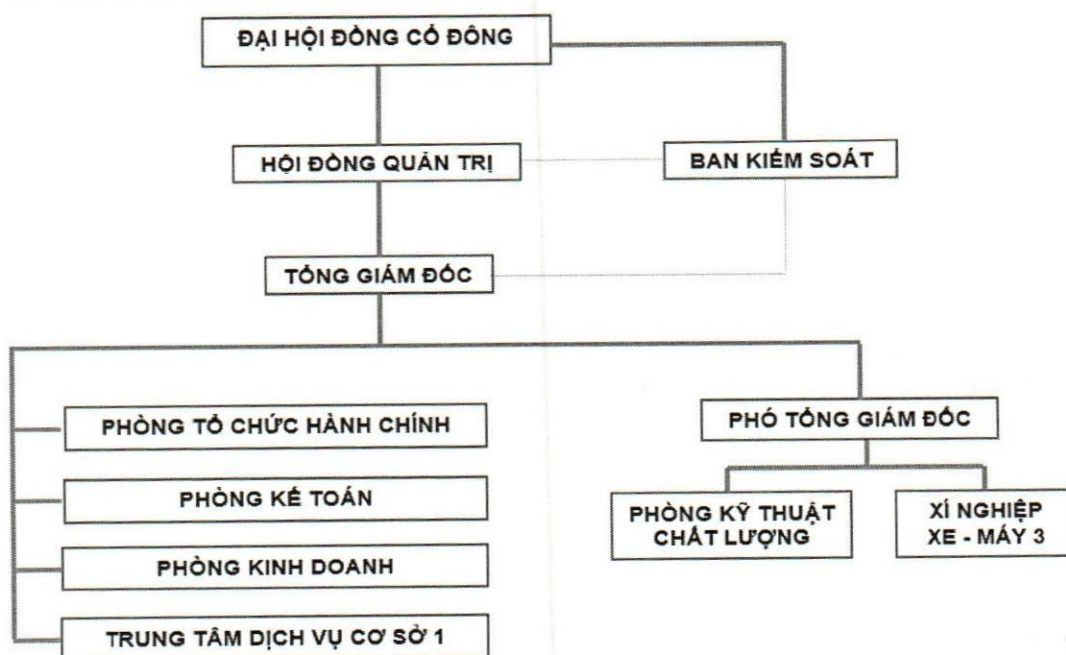 ĐẠI HỘI ĐỒNG CỔ ĐÔNG
HỘI ĐỒNG QUẢN TRỊ
BAN KIỂM SOÁT
TỔNG GIÁM ĐỐC
PHÒNG TỔ CHỨC HÀNH CHÍNH
PHÓ TỔNG GIÁM ĐỐC
PHÒNG KẾ TOÁN
PHÒNG KỸ THUẬT
CHẤT LƯỢNG
XÍ NGHIỆP
XE - MÁY 3
PHÒNG KINH DOANH
TRUNG TÂM DỊCH VỤ CƠ SỞ 1